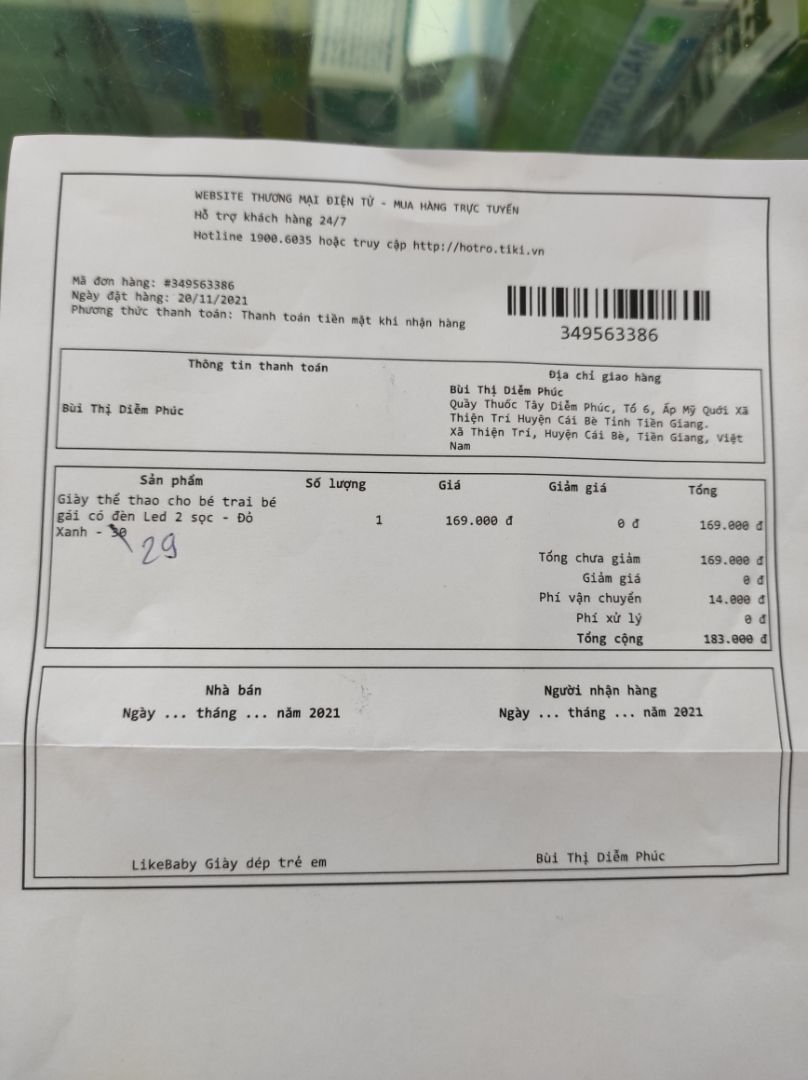 EFFERALGAN
WEBSITE THƯƠNG MẠI ĐIỆN TỬ - MUA HÀNG TRỰC TUYẾN
Hỗ trợ khách hàng 24/7
Hotline 1900.6035 hoặc truy cập http://hotro.tiki.vn
Mã đơn hàng: #349563386
Ngày đặt hàng: 20/11/2021
Phương thức thanh toán: Thanh toán tiền mặt khi nhận hàng
349563386
Thông tin thanh toán
Bùi Thị Diễm Phúc
Địa chỉ giao hàng
Bùi Thị Diễm Phúc
Quầy Thuốc Tây Diễm Phúc, Tổ 6, Ấp Mỹ Quới Xã
Thiện Trí Huyện Cái Bè Tỉnh Tiền Giang.
Xã Thiện Trí, Huyện Cái Bè, Tiền Giang, Việt
Nam
Sản phẩm Số lượng Giá Giảm giá Tổng
Giày thể thao cho bé trai bé
gái có đèn Led 2 sọc - Đỏ 1 169.000 đ 0 đ 169.000 đ
Xanh - 30 29
Tổng chưa giảm 169.000 đ
Giảm giá 0 đ
Phí vận chuyển 14.000 đ
Phí xử lý 0 đ
Tổng cộng 183.000 đ
Nhà bán Người nhận hàng
Ngày ... tháng ... năm 2021 Ngày ... tháng ... năm 2021
LikeBaby Giày dép trẻ em Bùi Thị Diễm Phúc